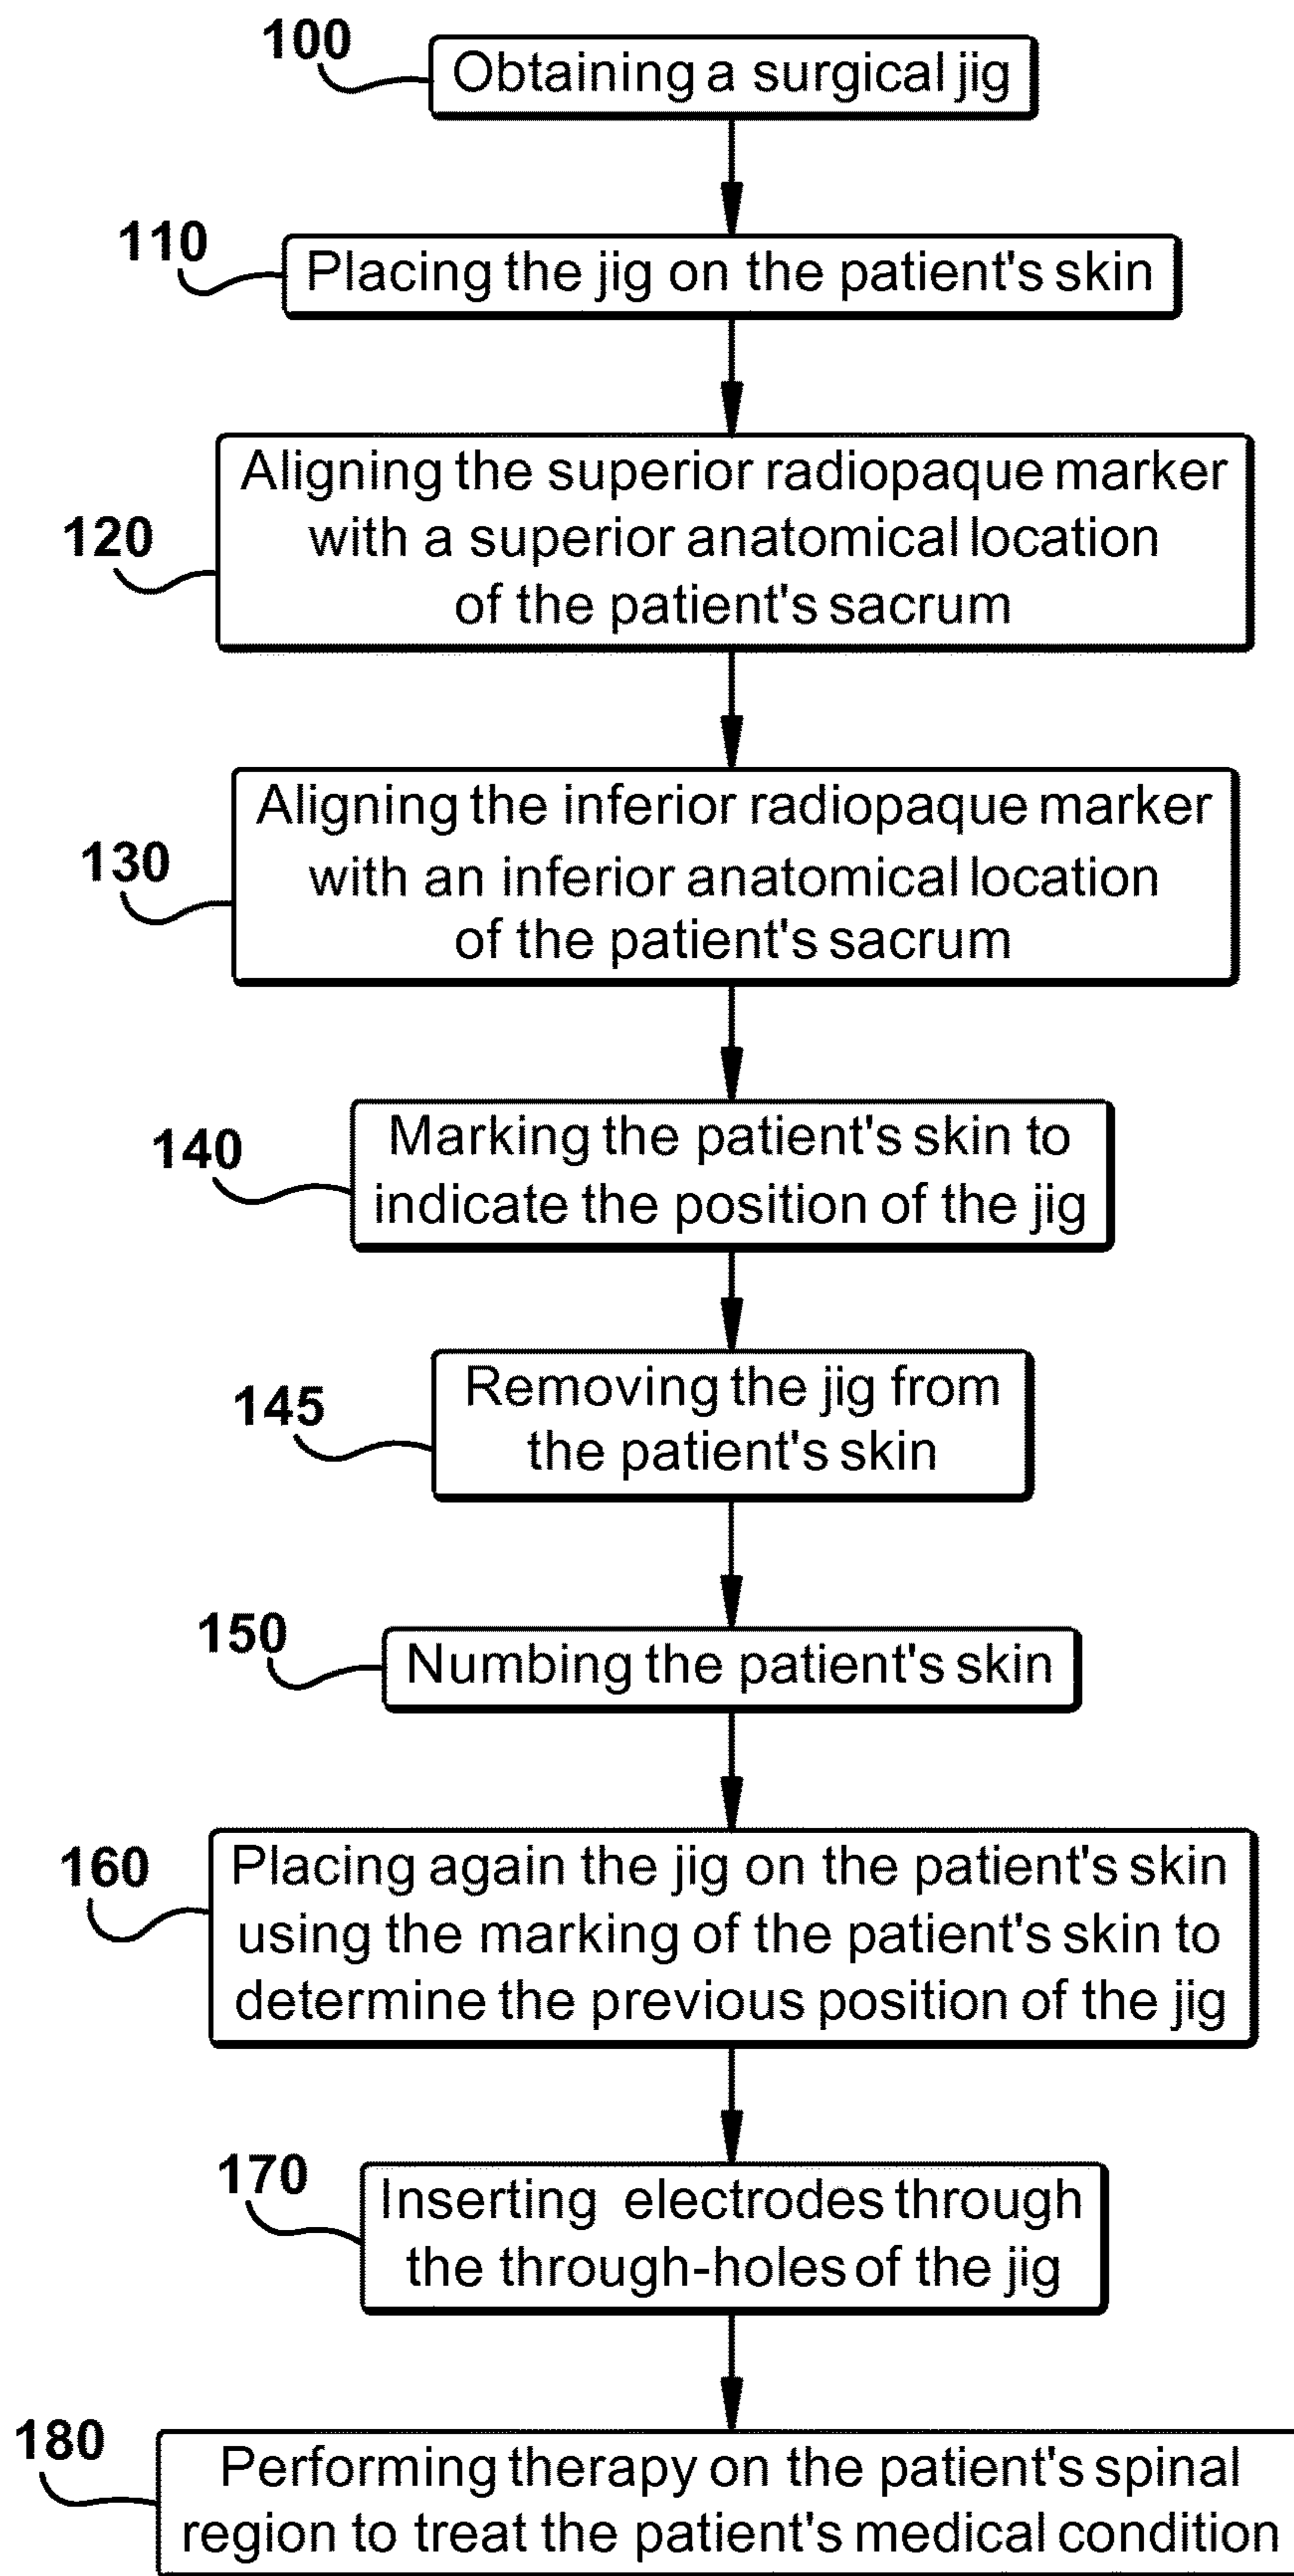 100
Obtaining a surgical jig
110
Placing the jig on the patient's skin
120
Aligning the superior radiopaque marker
with a superior anatomical location
of the patient's sacrum
130
Aligning the inferior radiopaque marker
with an inferior anatomical location
of the patient's sacrum
140
Marking the patient's skin to
indicate the position of the jig
145
Removing the jig from
the patient's skin
150
Numbing the patient's skin
160
Placing again the jig on the patient's skin
using the marking of the patient's skin to
determine the previous position of the jig
170
Inserting electrodes through
the through-holes of the jig
180
Performing therapy on the patient's spinal
region to treat the patient's medical condition